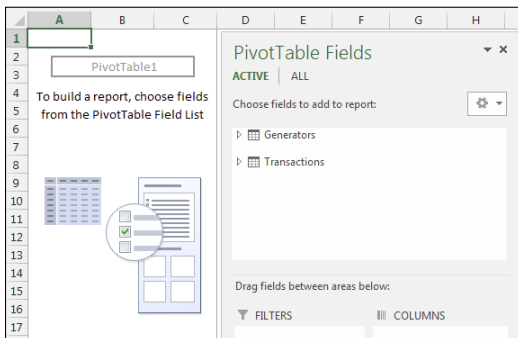 A B C D E F G H
1
2
3
4
5
6
7
8
9
10
11
12
13
14
15
16
17
PivotTable1
To build a report, choose fields
from the PivotTable Field List
PivotTable Fields
ACTIVE ALL
Choose fields to add to report:
Generators
Transactions
Drag fields between areas below:
FILTERS COLUMNS